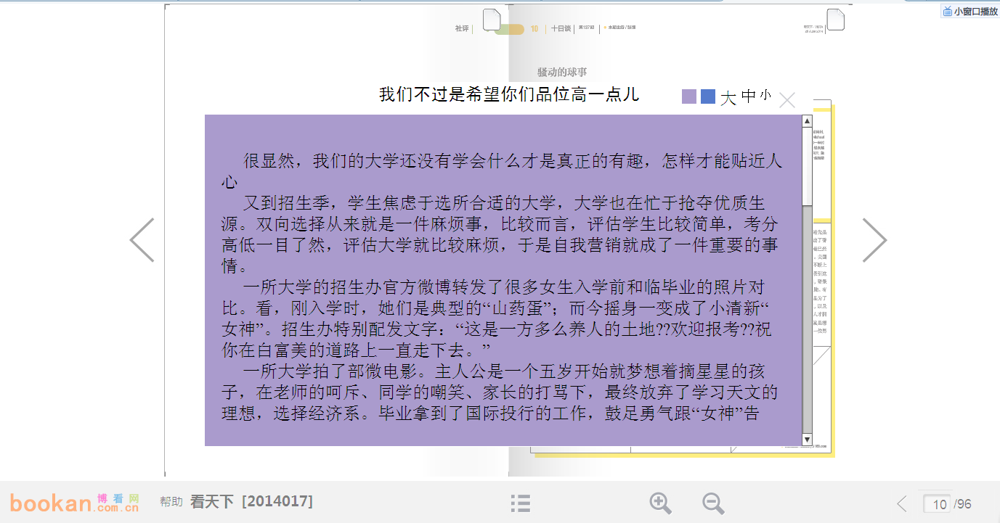 小窗口播放
社评
10
十日谈
第137期
骚动的球事
我们不过是希望你们品位高一点儿
大 中 小
很显然，我们的大学还没有学会什么才是真正的有趣，怎样才能贴近人
心
又到招生季，学生焦虑于选所合适的大学，大学也在忙于抢夺优质生
源。双向选择从来就是一件麻烦事，比较而言，评估学生比较简单，考分
高低一目了然，评估大学就比较麻烦，于是自我营销就成了一件重要的事
情。
一所大学的招生办官方微博转发了很多女生入学前和临毕业的照片对
比。看，刚入学时，她们是典型的“山药蛋”；而今摇身一变成了小清新“
女神”。招生办特别配发文字：“这是一方多么养人的土地??欢迎报考??祝
你在白富美的道路上一直走下去。”
一所大学拍了部微电影。主人公是一个五岁开始就梦想着摘星星的孩
子，在老师的呵斥、同学的嘲笑、家长的打骂下，最终放弃了学习天文的
理想，选择经济系。毕业拿到了国际投行的工作，鼓足勇气跟“女神”告
bookan 博看网 .com.cn
帮助
看天下 [2014017]
10 /96